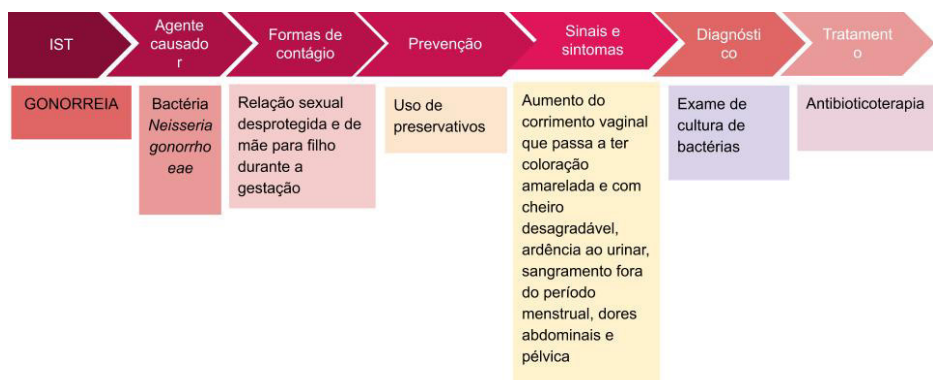 IST
Agente
causado
r
Formas de
contágio
Prevenção
Sinais e
sintomas
Diagnósti
co
Tratament
o
GONORREIA
Bactéria
Neisseria
gonorrho
eae
Relação sexual
desprotegida e de
mãe para filho
durante a
gestação
Uso de
preservativos
Aumento do
corrimento vaginal
que passa a ter
coloração
amarelada e com
cheiro
desagradável,
ardência ao urinar,
sangramento fora
do período
menstrual, dores
abdominais e
pélvica
Exame de
cultura de
bactérias
Antibioticoterapia